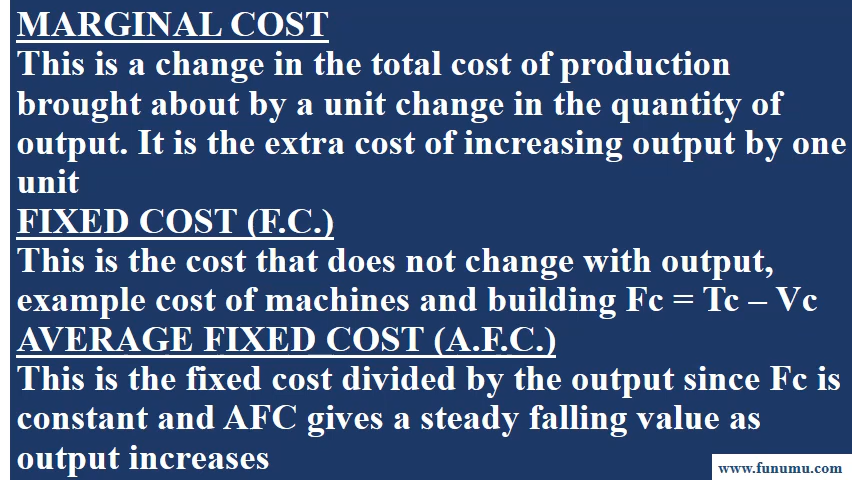 MARGINAL COST
This is a change in the total cost of production
brought about by a unit change in the quantity of
output. It is the extra cost of increasing output by one
unit
FIXED COST (F.C.)
This is the cost that does not change with output,
example cost of machines and building Fc = Tc – Vc
AVERAGE FIXED COST (A.F.C.)
This is the fixed cost divided by the output since Fc is
constant and AFC gives a steady falling value as
output increases
www.funumu.com